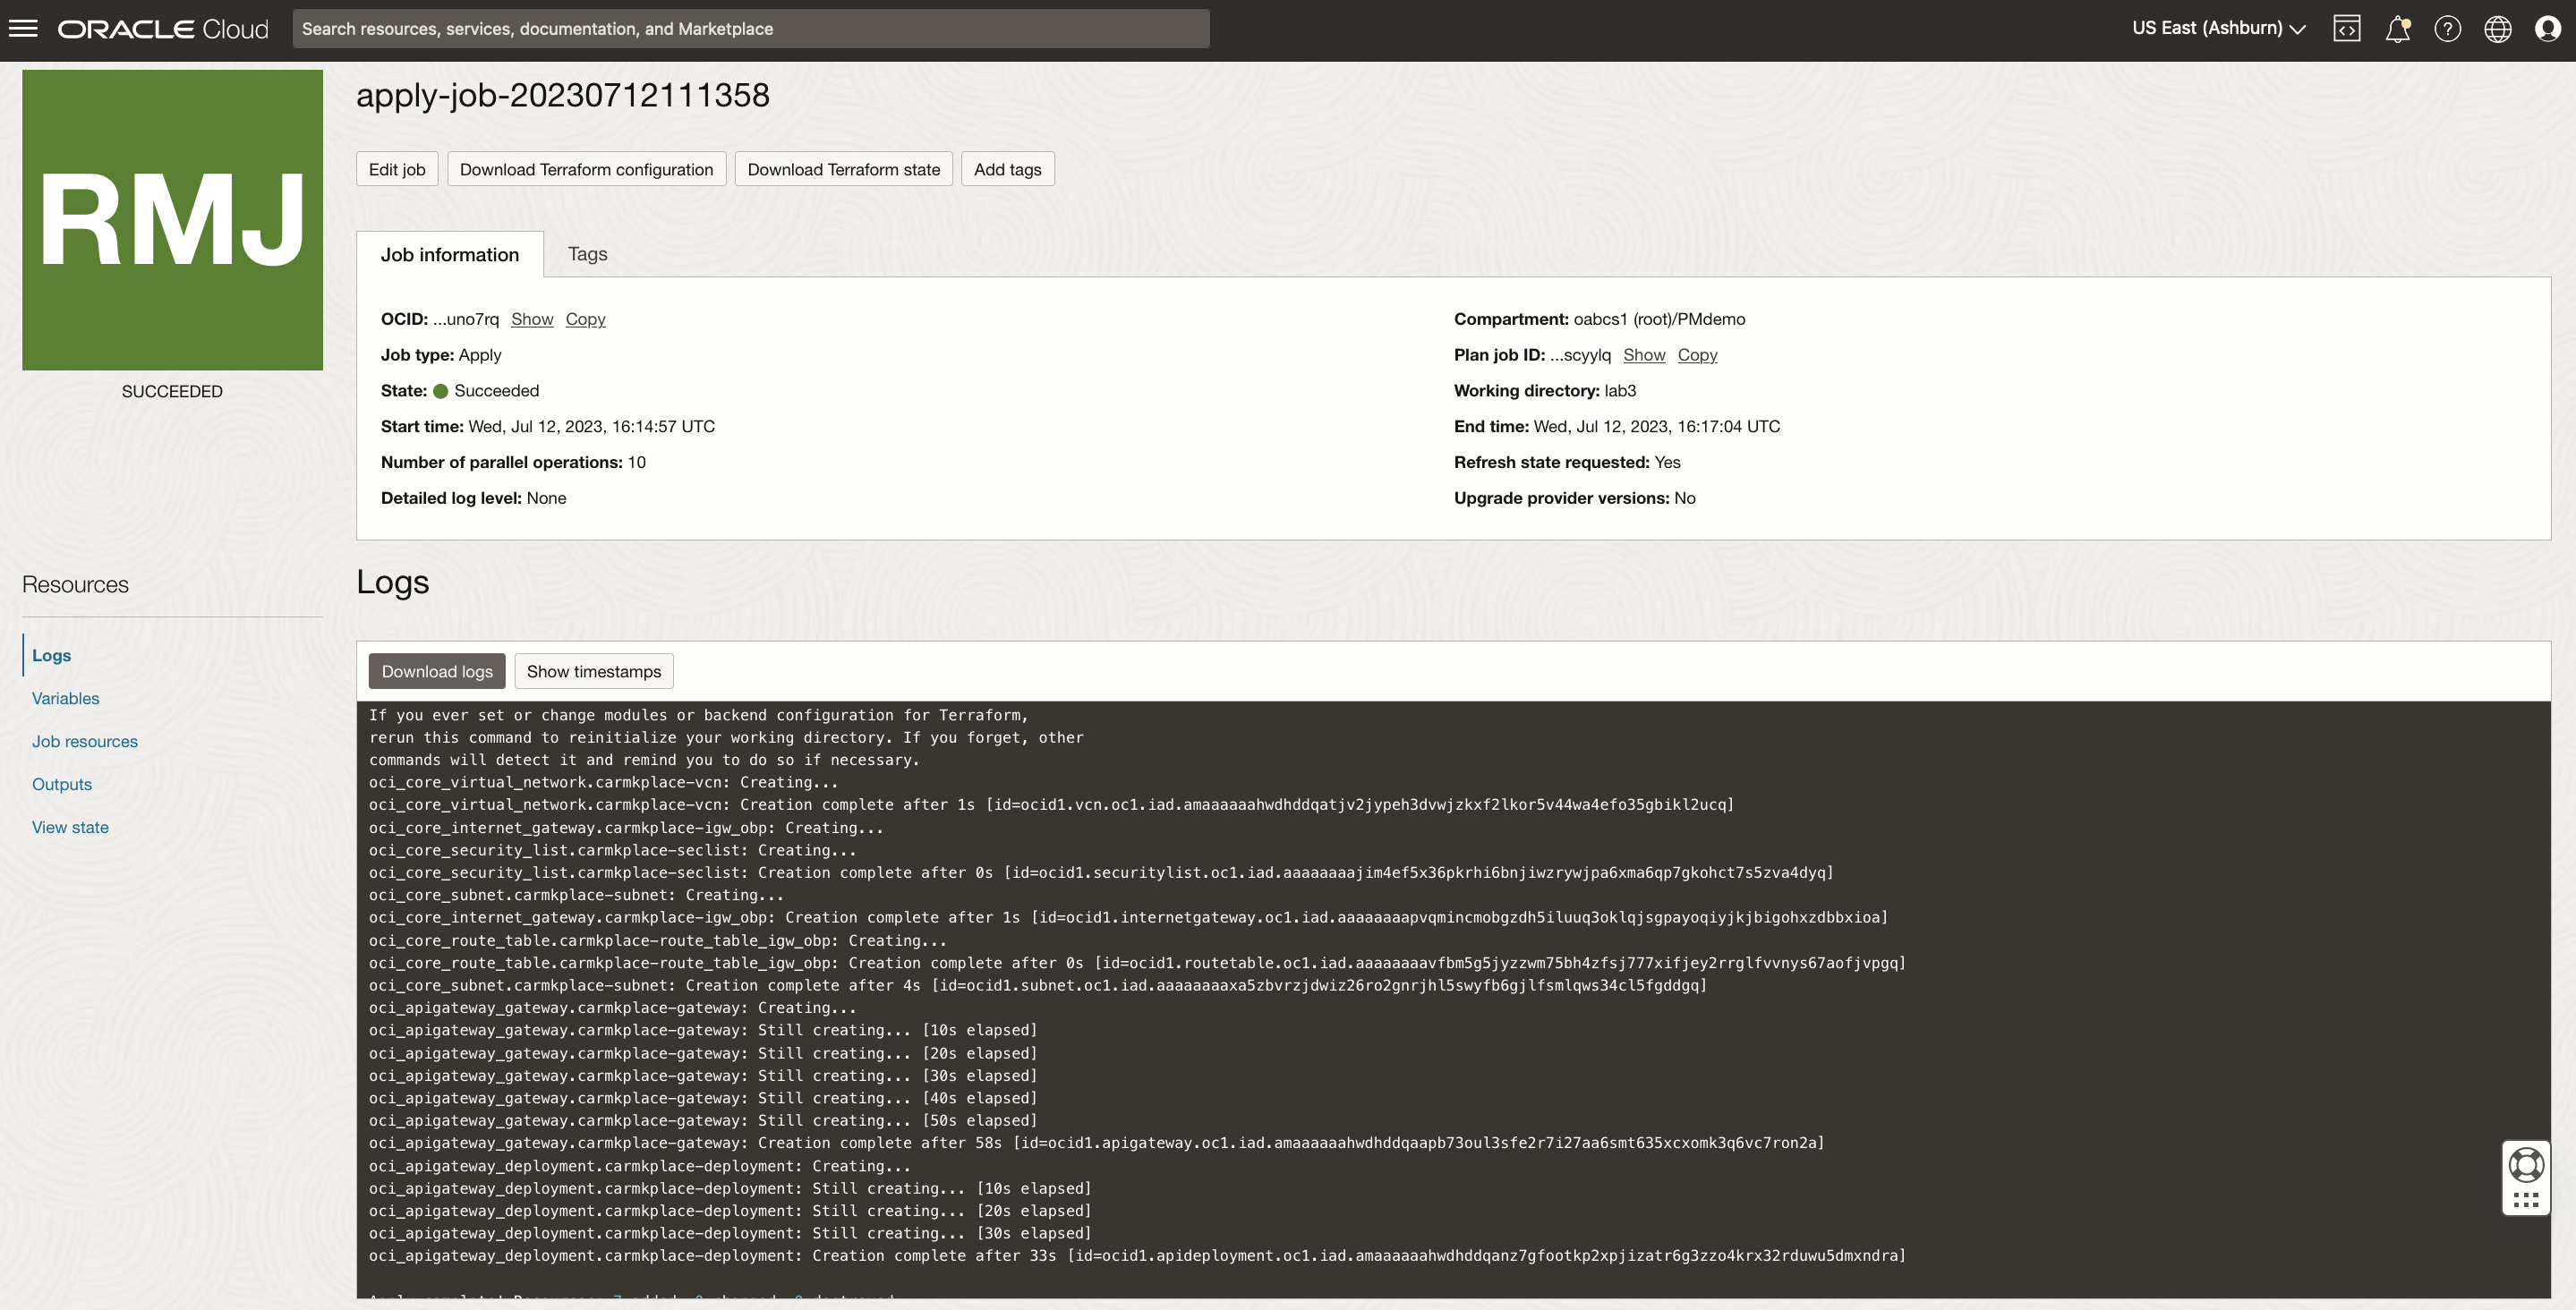 ORACLE Cloud
Search resources, services, documentation, and Marketplace
US East (Ashburn)
RMJ
SUCCEEDED
apply-job-20230712111358
Edit job
Download Terraform configuration
Download Terraform state
Add tags
Job information
Tags
OCID: ...uno7rq Show Copy
Job type: Apply
State: Succeeded
Start time: Wed, Jul 12, 2023, 16:14:57 UTC
Number of parallel operations: 10
Detailed log level: None
Compartment: oabcs1 (root)/PMdemo
Plan job ID: ...scyylq Show Copy
Working directory: lab3
End time: Wed, Jul 12, 2023, 16:17:04 UTC
Refresh state requested: Yes
Upgrade provider versions: No
Resources
Logs
Variables
Job resources
Outputs
View state
Logs
Download logs
Show timestamps
If you ever set or change modules or backend configuration for Terraform,
rerun this command to reinitialize your working directory. If you forget, other
commands will detect it and remind you to do so if necessary.
oci_core_virtual_network.carmkplace-vcn: Creating...
oci_core_virtual_network.carmkplace-vcn: Creation complete after 1s [id=ocid1.vcn.oc1.iad.amaaaaaahwdhddqatjv2jypeh3dvwjzkxf2lkor5v44wa4efo35gbikl2ucq]
oci_core_internet_gateway.carmkplace-igw_obp: Creating...
oci_core_security_list.carmkplace-seclist: Creating...
oci_core_security_list.carmkplace-seclist: Creation complete after 0s [id=ocid1.securitylist.oc1.iad.aaaaaaaajim4ef5x36pkrhi6bnjiwzrywjpa6xma6qp7gkohct7s5zva4dyq]
oci_core_subnet.carmkplace-subnet: Creating...
oci_core_internet_gateway.carmkplace-igw_obp: Creation complete after 1s [id=ocid1.internetgateway.oc1.iad.aaaaaaaapvqmincmobgzdh5iluuq3oklqjsgpayoqiyjkjbigohxzdbbxioa]
oci_core_route_table.carmkplace-route_table_igw_obp: Creating...
oci_core_route_table.carmkplace-route_table_igw_obp: Creation complete after 0s [id=ocid1.routetable.oc1.iad.aaaaaaaavfbm5g5jyzzwm75bh4zfsj777xifjey2rrglfvvnys67aofjvpgq]
oci_core_subnet.carmkplace-subnet: Creation complete after 4s [id=ocid1.subnet.oc1.iad.aaaaaaaaxa5zbvrzjdwiz26ro2gnrjhl5swyfb6gjlfsmlqws34cl5fgddgq]
oci_apigateway_gateway.carmkplace-gateway: Creating...
oci_apigateway_gateway.carmkplace-gateway: Still creating... [10s elapsed]
oci_apigateway_gateway.carmkplace-gateway: Still creating... [20s elapsed]
oci_apigateway_gateway.carmkplace-gateway: Still creating... [30s elapsed]
oci_apigateway_gateway.carmkplace-gateway: Still creating... [40s elapsed]
oci_apigateway_gateway.carmkplace-gateway: Still creating... [50s elapsed]
oci_apigateway_gateway.carmkplace-gateway: Creation complete after 58s [id=ocid1.apigateway.oc1.iad.amaaaaaahwdhddqaapb73oul3sfe2r7i27aa6smt635xcxomk3q6vc7ron2a]
oci_apigateway_deployment.carmkplace-deployment: Creating...
oci_apigateway_deployment.carmkplace-deployment: Still creating... [10s elapsed]
oci_apigateway_deployment.carmkplace-deployment: Still creating... [20s elapsed]
oci_apigateway_deployment.carmkplace-deployment: Still creating... [30s elapsed]
oci_apigateway_deployment.carmkplace-deployment: Creation complete after 33s [id=ocid1.apideployment.oc1.iad.amaaaaaahwdhddqanz7gfootkp2xpjizatr6g3zzo4krx32rduwu5dmxndra]